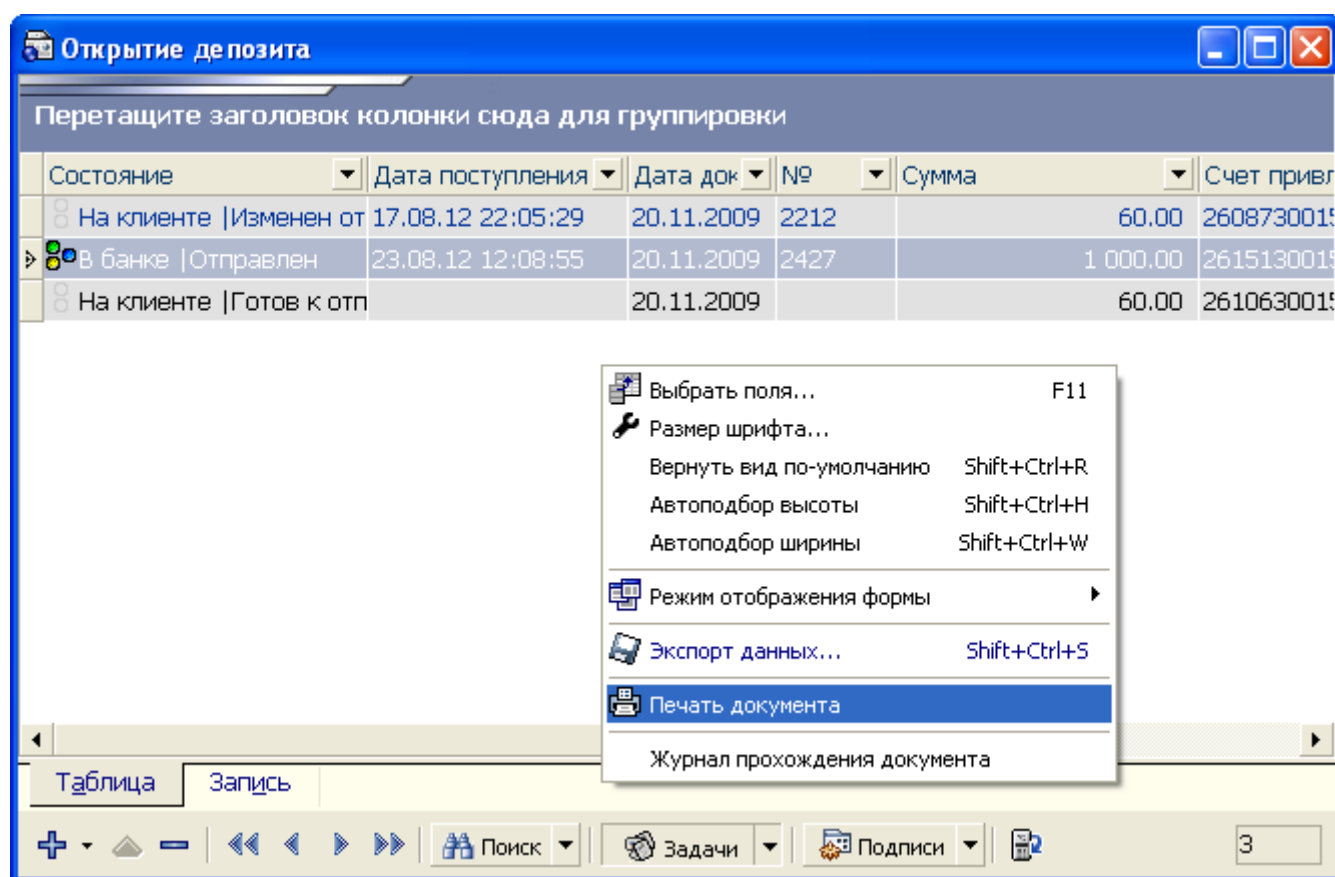 Открытие депозита
Перетащите заголовок колонки сюда для группировки
Состояние Дата поступления Дата док № Сумма Счет привл
На клиенте |Изменен от 17.08.12 22:05:29 20.11.2009 2212 60.00 260873001
В банке |Отправлен 23.08.12 12:08:55 20.11.2009 2427 1 000.00 261513001
На клиенте |Готов к отп 20.11.2009 60.00 261063001
Выбрать поля... F11
Размер шрифта...
Вернуть вид по-умолчанию Shift+Ctrl+R
Автоподбор высоты Shift+Ctrl+H
Автоподбор ширины Shift+Ctrl+W
Режим отображения формы
Экспорт данных... Shift+Ctrl+S
Печать документа
Журнал прохождения документа
Таблица Запись
Поиск Задачи Подписи 3